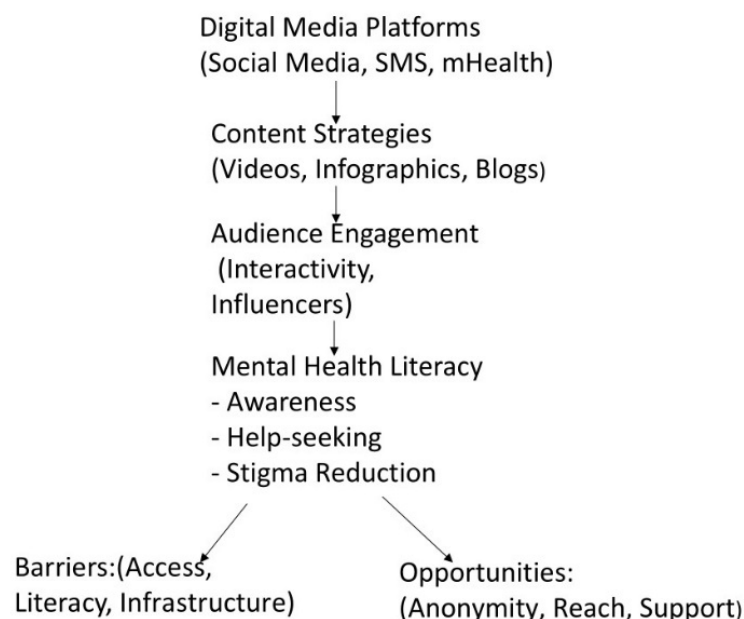 Digital Media Platforms
(Social Media, SMS, mHealth)
Content Strategies
(Videos, Infographics, Blogs)
Audience Engagement
(Interactivity,
Influencers)
Mental Health Literacy
- Awareness
- Help-seeking
- Stigma Reduction
Barriers:(Access,
Literacy, Infrastructure)
Opportunities:
(Anonymity, Reach, Support)